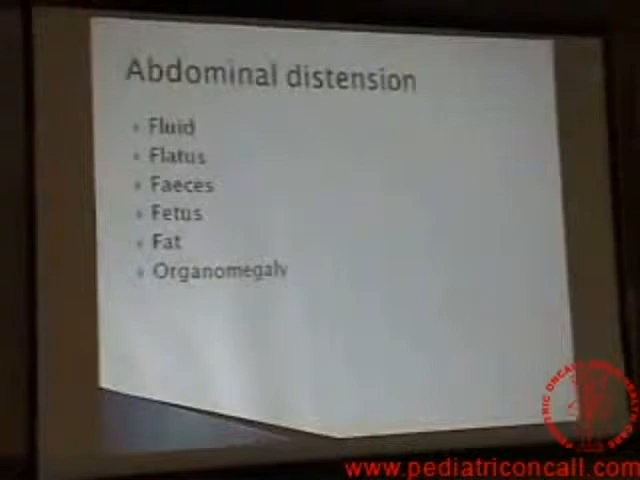 Abdominal distension
Fluid
Flatus
Faeces
Fetus
Fat
Organomegaly
www.pediatriconcall.com